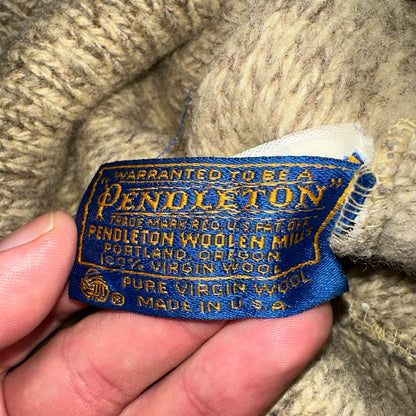 WARRANTED TO BE A
"PENDLETON"
TRADE MARK REG. U.S. PAT. OFF.
PENDLETON WOOLEN MILLS
PORTLAND, OREGON
100% VIRGIN WOOL
® PURE VIRGIN WOOL
MADE IN U.S.A.